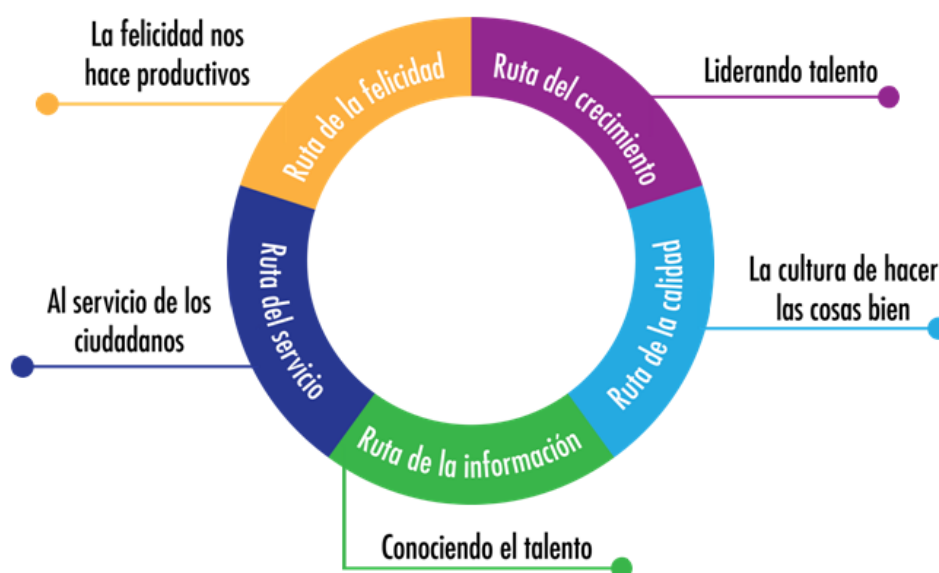 La felicidad nos
hace productivos
Ruta de la felicidad
Ruta del crecimiento
Liderando talento
La cultura de hacer
las cosas bien
Ruta de la calidad
Al servicio de los
ciudadanos
Ruta del servicio
Ruta de la información
Conociendo el talento